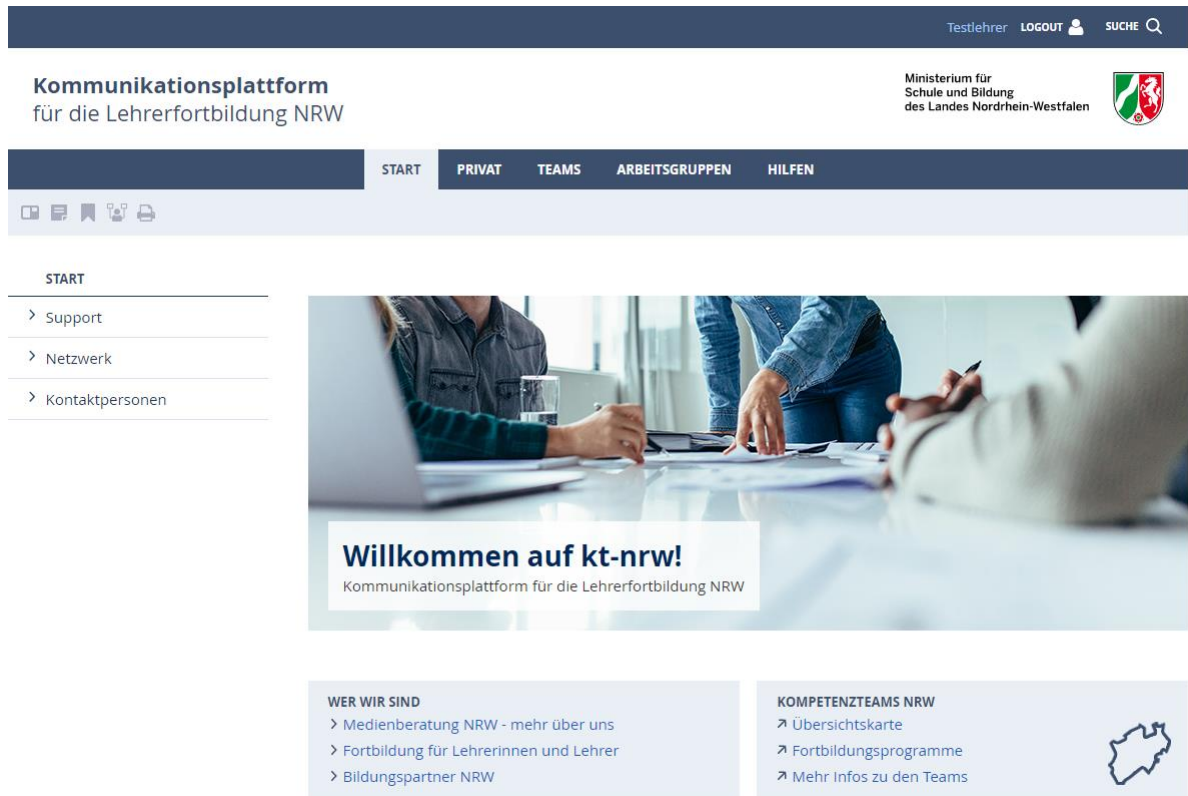 Testlehrer LOGOUT SUCHE
Kommunikationsplattform
für die Lehrerfortbildung NRW
Ministerium für
Schule und Bildung
des Landes Nordrhein-Westfalen
START PRIVAT TEAMS ARBEITSGRUPPEN HILFEN
START
Support
Netzwerk
Kontaktpersonen
Willkommen auf kt-nrw!
Kommunikationsplattform für die Lehrerfortbildung NRW
WER WIR SIND
Medienberatung NRW - mehr über uns
Fortbildung für Lehrerinnen und Lehrer
Bildungspartner NRW
KOMPETENZTEAMS NRW
Übersichtskarte
Fortbildungsprogramme
Mehr Infos zu den Teams